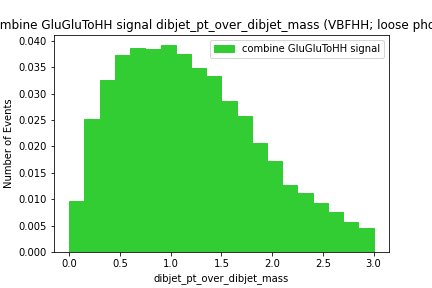 mbine GluGluToHH signal dibjet_pt_over_dibjet_mass (VBFHH; loose pho
combine GluGluToHH signal
Number of Events
0.040
0.035
0.030
0.025
0.020
0.015
0.010
0.005
0.000
0.0 0.5 1.0 1.5 2.0 2.5 3.0
dibjet_pt_over_dibjet_mass